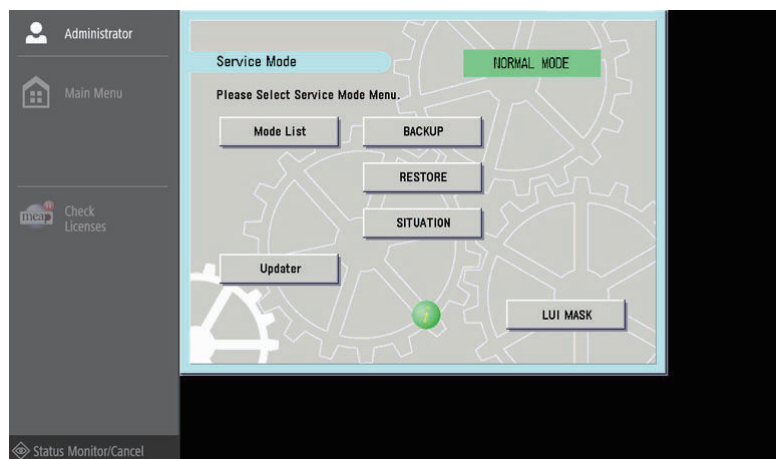 Administrator
Service Mode
NORMAL MODE
Main Menu
Please Select Service Mode Menu.
Mode List
BACKUP
RESTORE
meap
Check
Licenses
SITUATION
Updater
i
LUI MASK
Status Monitor/Cancel